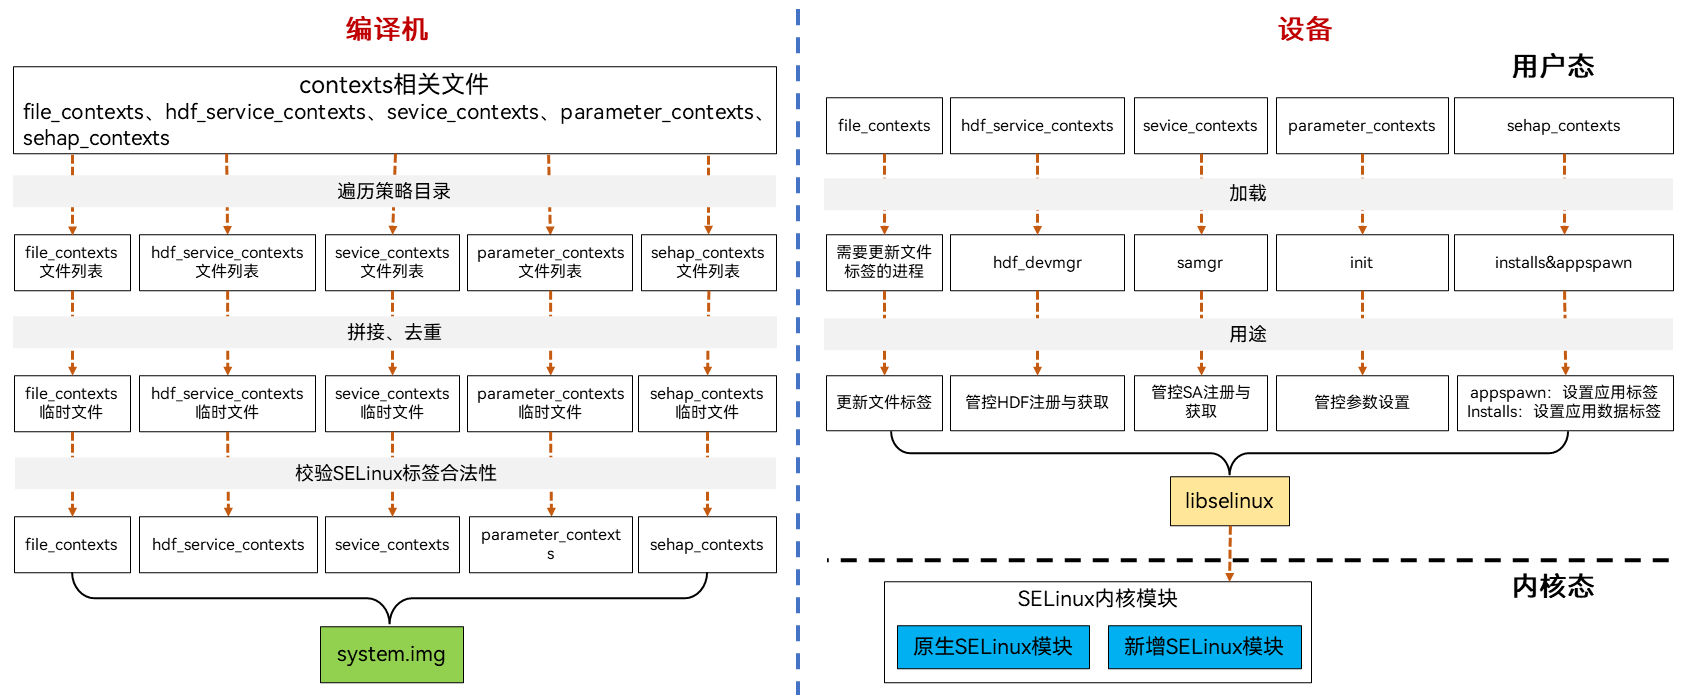 编译机
contexts相关文件
file_contexts、hdf_service_contexts、sevice_contexts、parameter_contexts、
sehap_contexts
遍历策略目录
file_contexts
文件列表
hdf_service_contexts
文件列表
sevice_contexts
文件列表
parameter_contexts
文件列表
sehap_contexts
文件列表
拼接、去重
file_contexts
临时文件
hdf_service_contexts
临时文件
sevice_contexts
临时文件
parameter_contexts
临时文件
sehap_contexts
临时文件
校验SELinux标签合法性
file_contexts
hdf_service_contexts
sevice_contexts
parameter_context
s
sehap_contexts
system.img
设备
用户态
file_contexts
hdf_service_contexts
sevice_contexts
parameter_contexts
sehap_contexts
加载
需要更新文件
标签的进程
hdf_devmgr
samgr
init
installs&appspawn
用途
更新文件标签
管控HDF注册与获取
管控SA注册与
获取
管控参数设置
appspawn：设置应用标签
Installs：设置应用数据标签
libselinux
内核态
SELinux内核模块
原生SELinux模块
新增SELinux模块